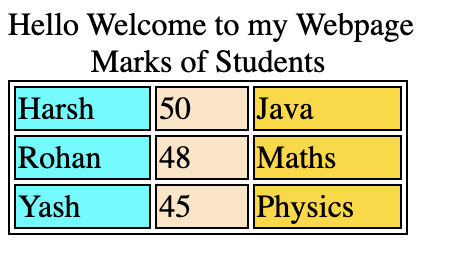 Hello Welcome to my Webpage
Marks of Students
Harsh 50 Java
Rohan 48 Maths
Yash 45 Physics